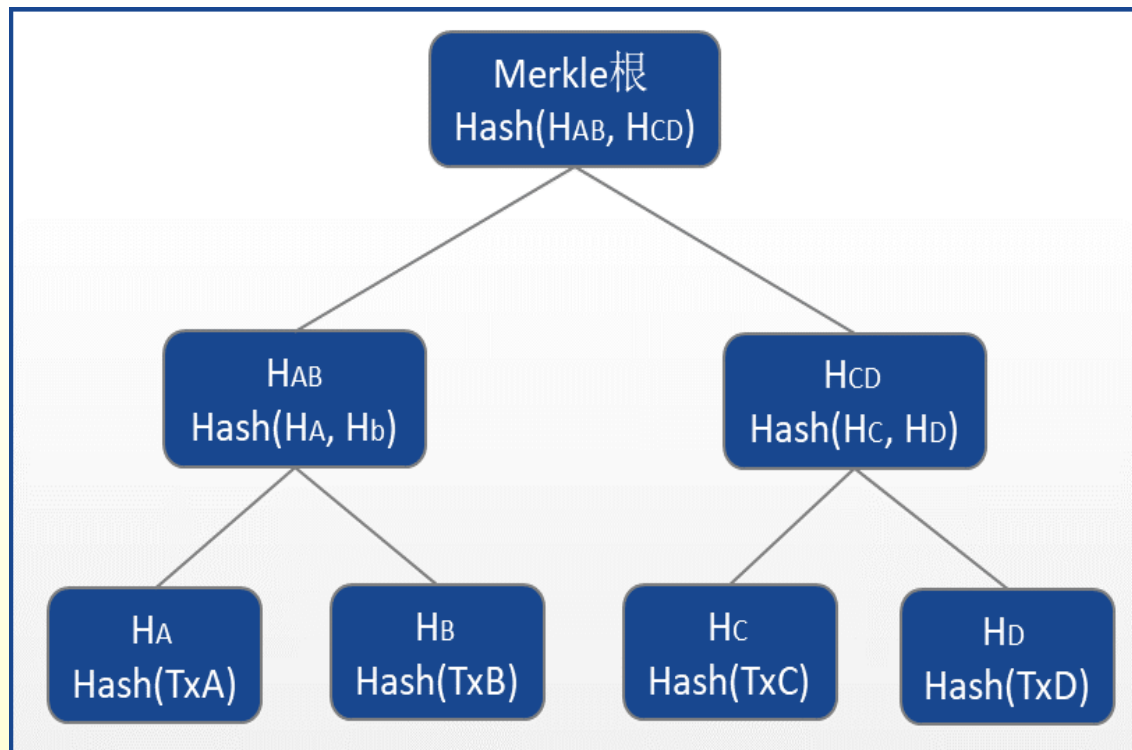 Merkle根
Hash(HAB, HCD)
HAB
Hash(HA, Hb)
HCD
Hash(HC, HD)
HA
Hash(TxA)
HB
Hash(TxB)
HC
Hash(TxC)
HD
Hash(TxD)